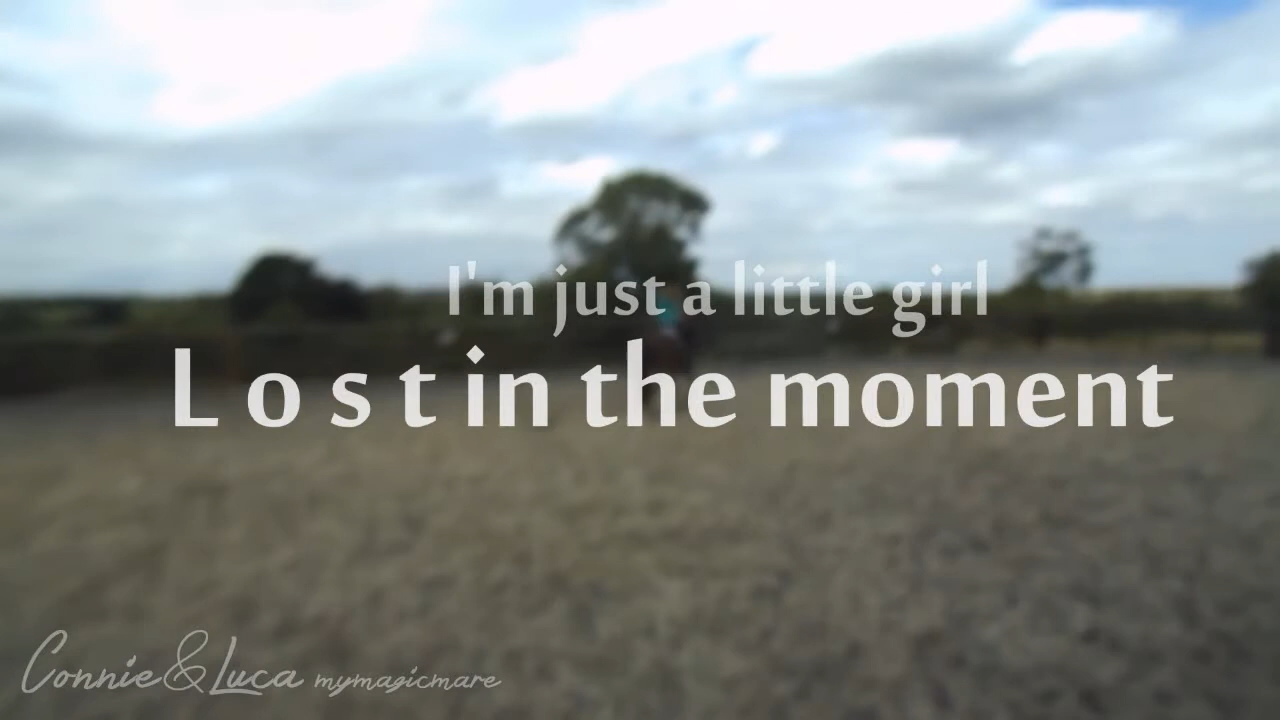 I'm just a little girl
L o s t in the moment
Connie & Luca mymagicmare